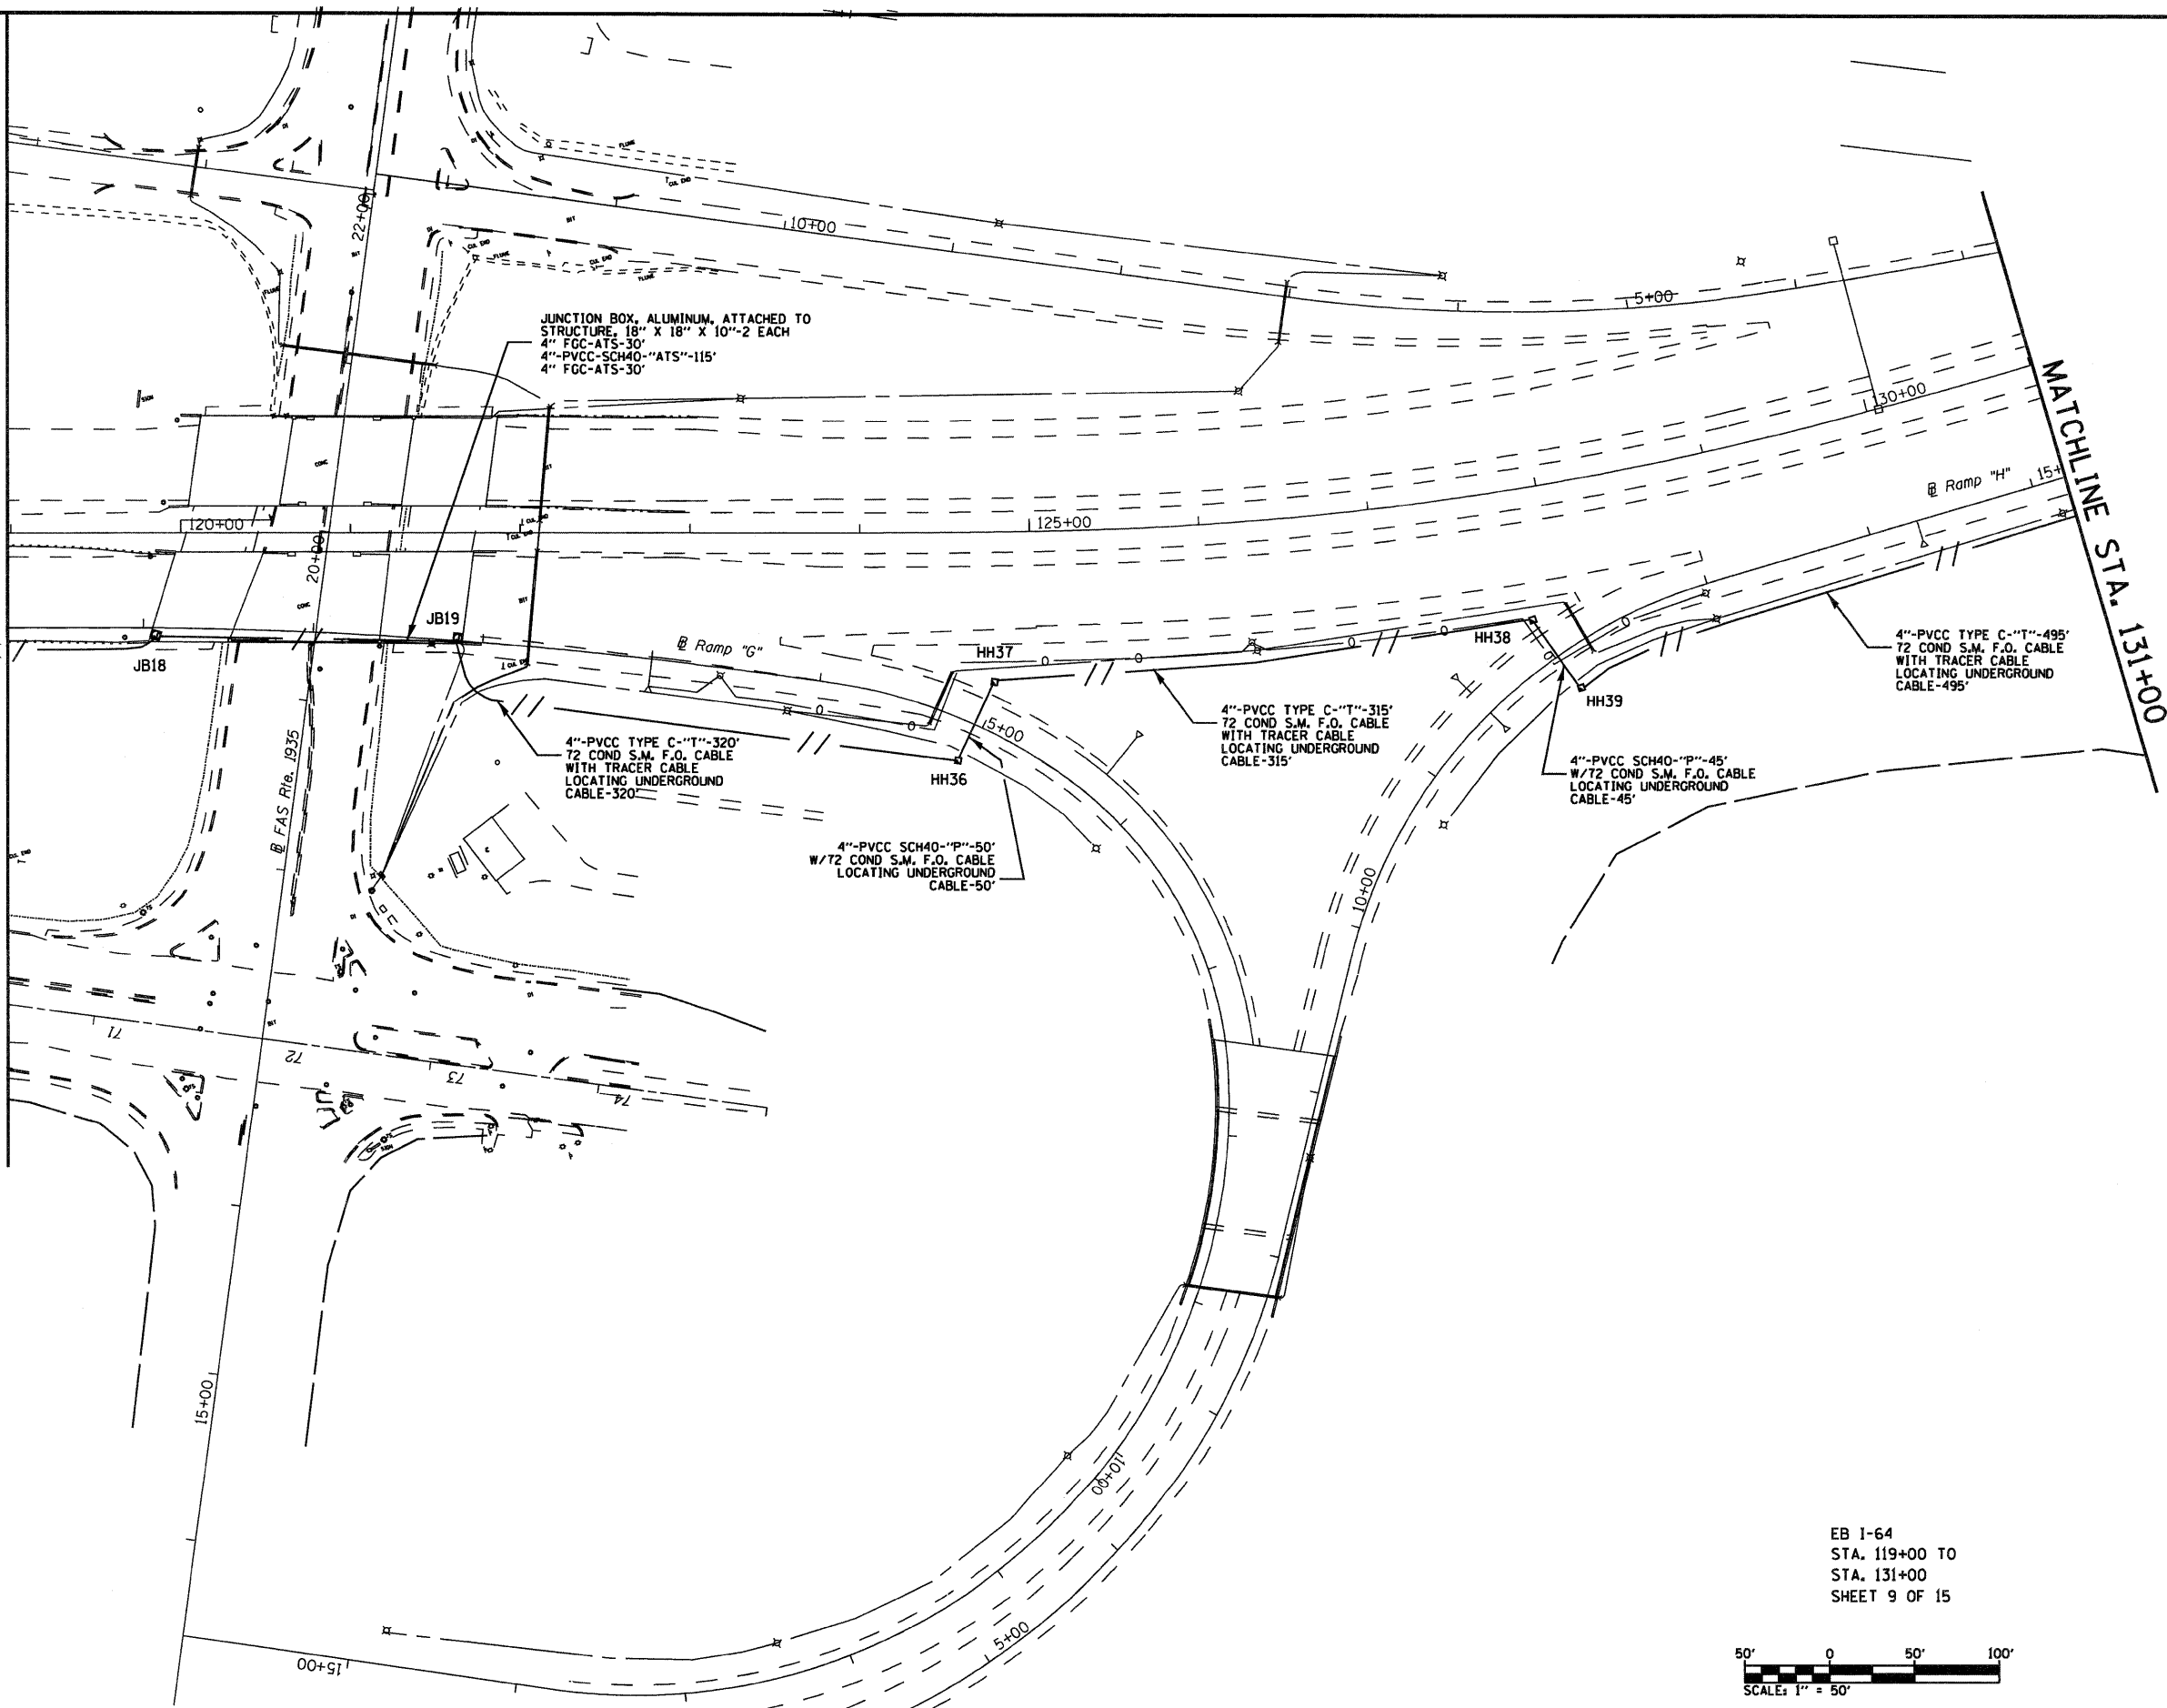 JUNCTION BOX, ALUMINUM, ATTACHED TO
STRUCTURE, 18" X 18" X 10"-2 EACH
4" FGC-ATS-30'
4"-PVCC-SCH40-"ATS"-115'
4" FGC-ATS-30'
22+00
10+00
5+00
130+00
MATCHLINE STA. 131+00
℄ Ramp "H"
15+
120+00
125+00
20+00
JB18
JB19
℄ Ramp "G"
HH37
HH38
HH39
HH36
5+00
4"-PVCC TYPE C-"T"-495'
72 COND S.M. F.O. CABLE
WITH TRACER CABLE
LOCATING UNDERGROUND
CABLE-495'
4"-PVCC TYPE C-"T"-315'
72 COND S.M. F.O. CABLE
WITH TRACER CABLE
LOCATING UNDERGROUND
CABLE-315'
4"-PVCC TYPE C-"T"-320'
72 COND S.M. F.O. CABLE
WITH TRACER CABLE
LOCATING UNDERGROUND
CABLE-320'
4"-PVCC SCH40-"P"-45'
W/72 COND S.M. F.O. CABLE
LOCATING UNDERGROUND
CABLE-45'
4"-PVCC SCH40-"P"-50'
W/72 COND S.M. F.O. CABLE
LOCATING UNDERGROUND
CABLE-50'
℄ FAS Rte. 1935
10+00
71
72
73
74
15+00
10+00
5+00
15+00
EB I-64
STA. 119+00 TO
STA. 131+00
SHEET 9 OF 15
50' 0 50' 100'
SCALE: 1" = 50'